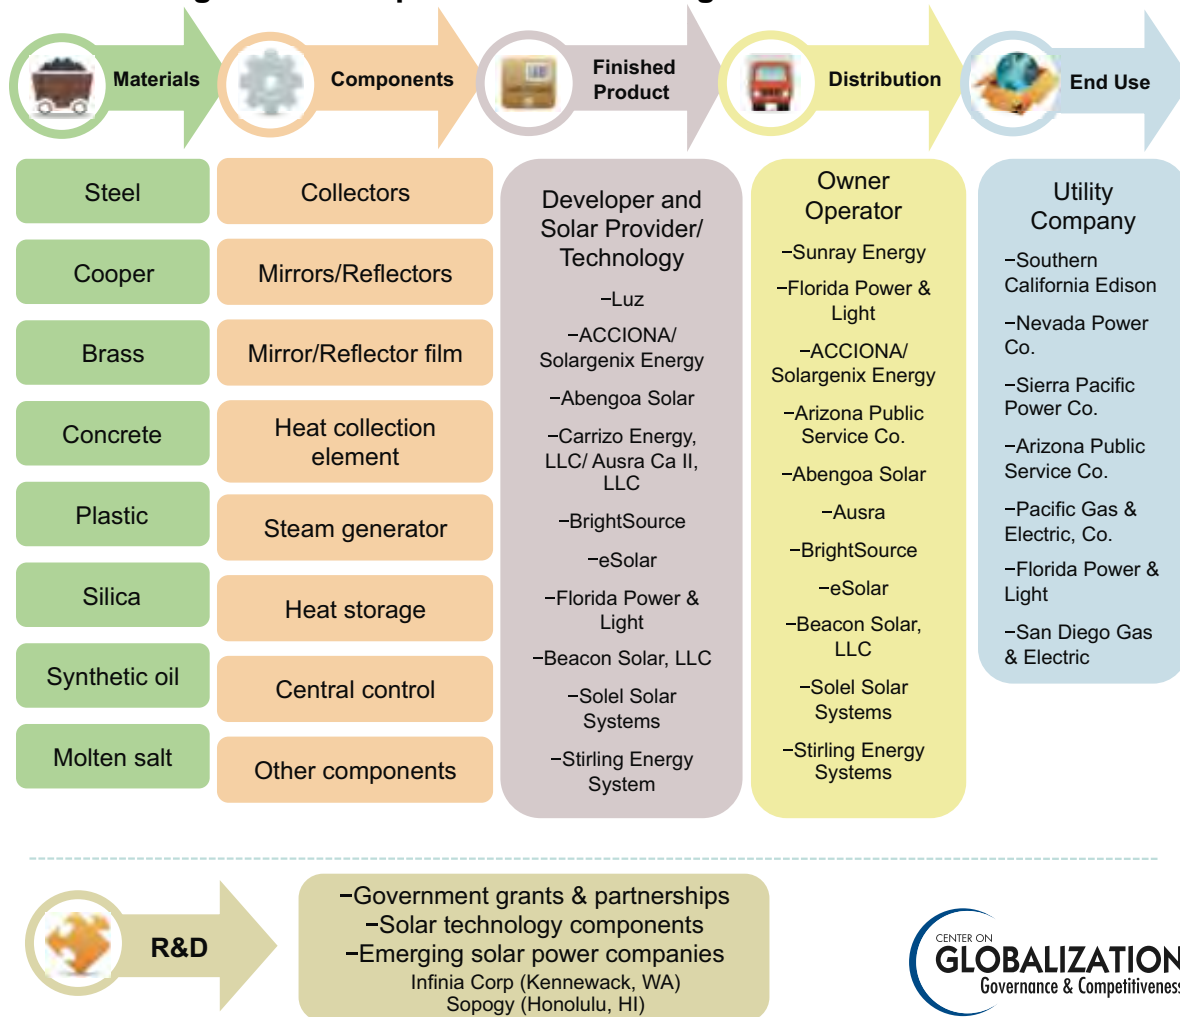 Materials
Components
Finished
Product
Distribution
End Use
Steel
Cooper
Brass
Concrete
Plastic
Silica
Synthetic oil
Molten salt
Collectors
Mirrors/Reflectors
Mirror/Reflector film
Heat collection
element
Steam generator
Heat storage
Central control
Other components
Developer and
Solar Provider/
Technology
–Luz
–ACCIONA/
Solargenix Energy
–Abengoa Solar
–Carrizo Energy,
LLC/ Ausra Ca II,
LLC
–BrightSource
–eSolar
–Florida Power &
Light
–Beacon Solar, LLC
–Solel Solar
Systems
–Stirling Energy
System
Owner
Operator
–Sunray Energy
–Florida Power &
Light
–ACCIONA/
Solargenix Energy
–Arizona Public
Service Co.
–Abengoa Solar
–Ausra
–BrightSource
–eSolar
–Beacon Solar,
LLC
–Solel Solar
Systems
–Stirling Energy
Systems
Utility
Company
–Southern
California Edison
–Nevada Power
Co.
–Sierra Pacific
Power Co.
–Arizona Public
Service Co.
–Pacific Gas &
Electric, Co.
–Florida Power &
Light
–San Diego Gas
& Electric
R&D
–Government grants & partnerships
–Solar technology components
–Emerging solar power companies
Infinia Corp (Kennewack, WA)
Sopogy (Honolulu, HI)
CENTER ON
GLOBALIZATION
Governance & Competitiveness